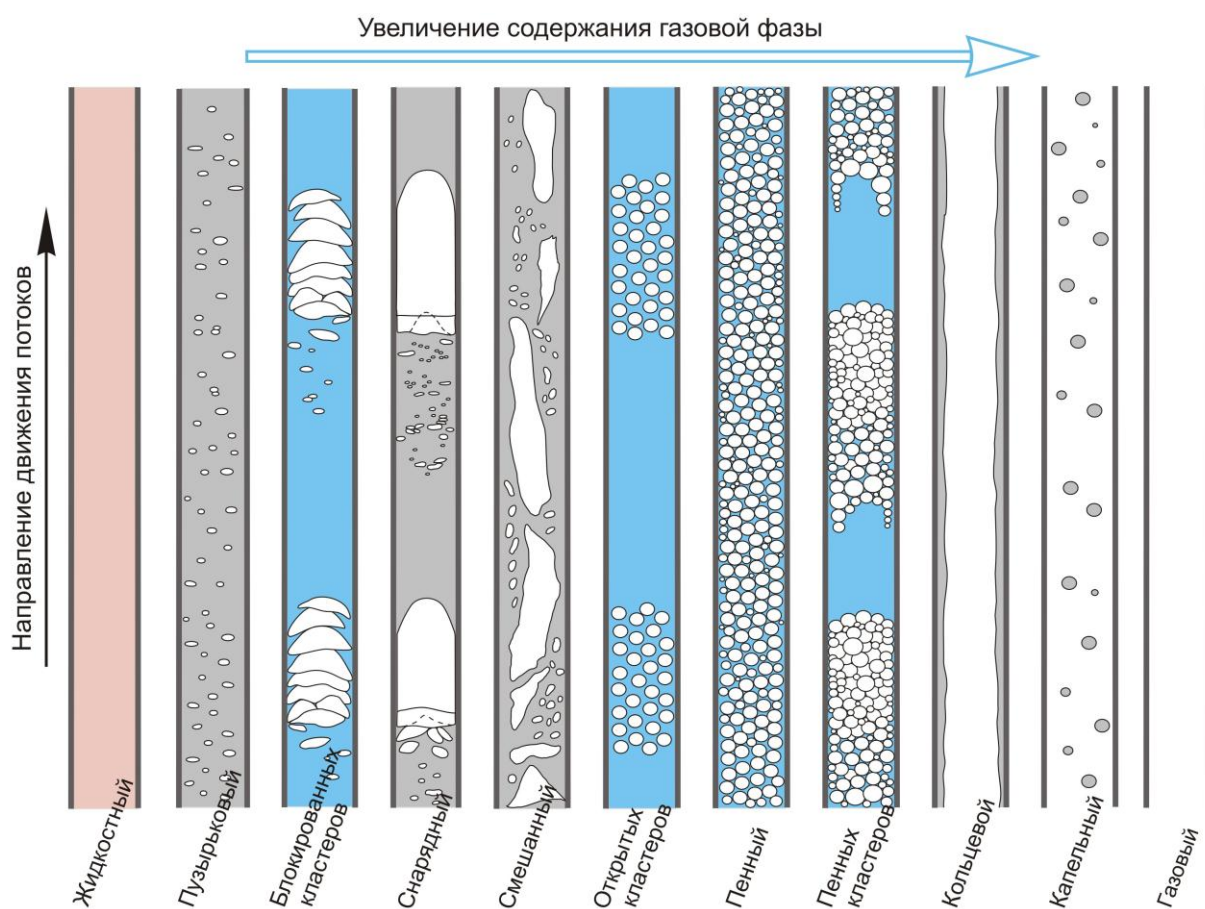 Увеличение содержания газовой фазы
Направление движения потоков
Жидкостный
Пузырьковый
Блокированных
кластеров
Снарядный
Смешанный
Открытых
кластеров
Пенный
Пенных
кластеров
Кольцевой
Капельный
Газовый